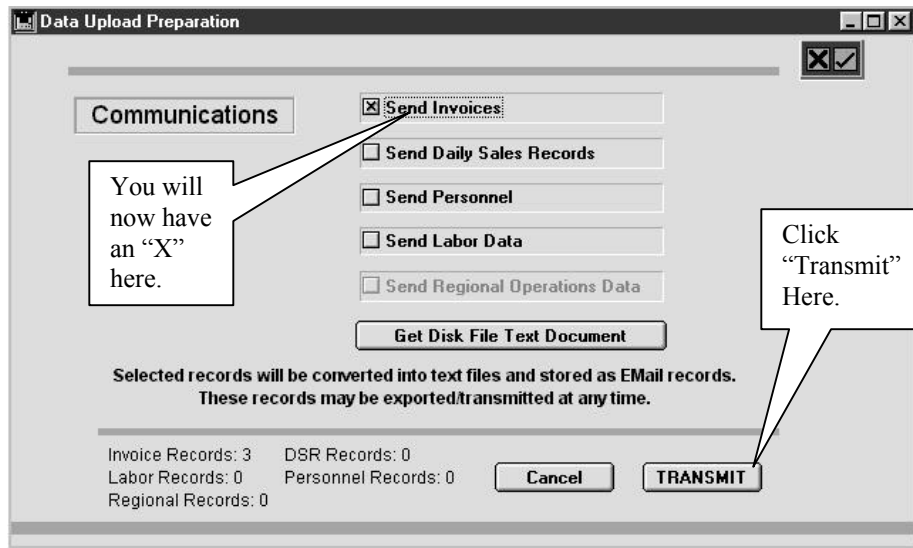 Data Upload Preparation
Communications
Send Invoices
Send Daily Sales Records
Send Personnel
Send Labor Data
Send Regional Operations Data
You will
now have
an “X”
here.
Click
“Transmit”
Here.
Get Disk File Text Document
Selected records will be converted into text files and stored as EMail records.
These records may be exported/transmitted at any time.
Invoice Records: 3 DSR Records: 0
Labor Records: 0 Personnel Records: 0
Regional Records: 0
Cancel
TRANSMIT